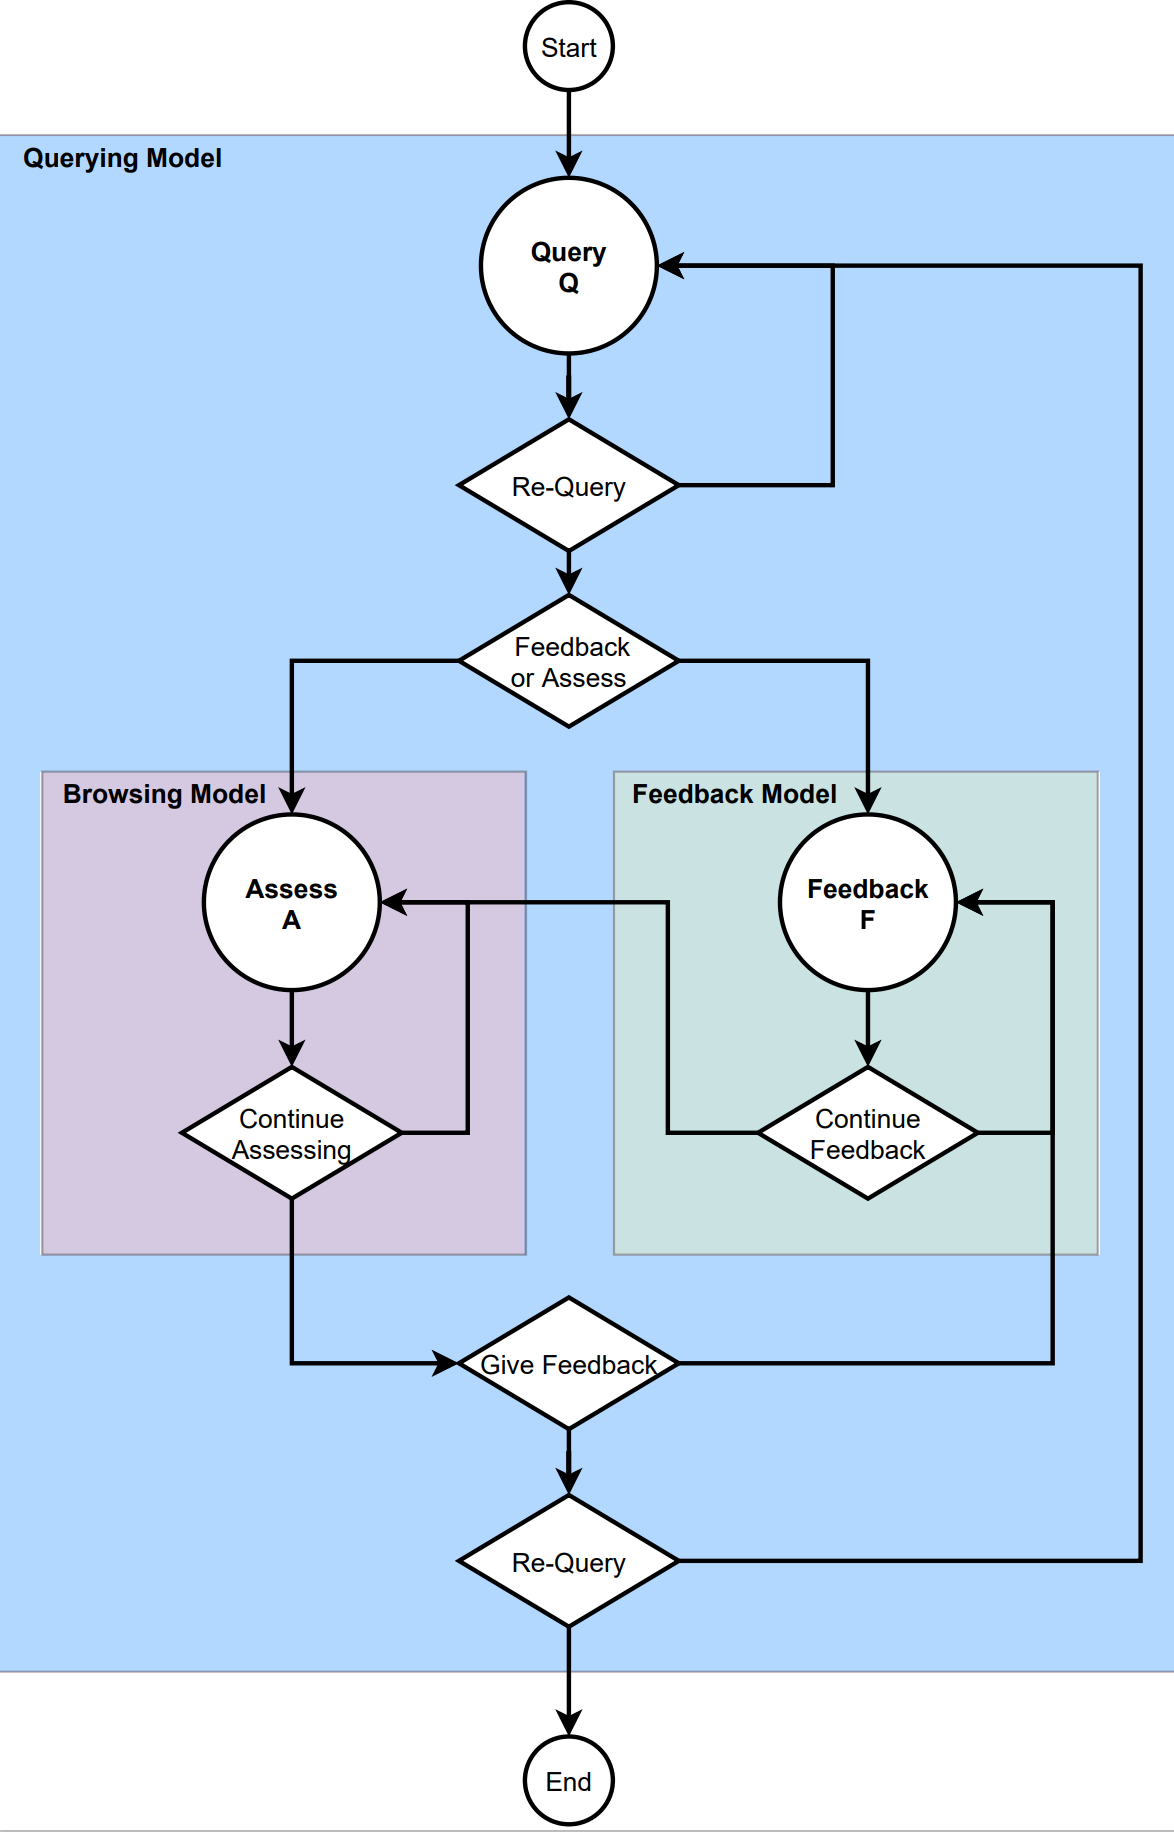 Start
Querying Model
Query
Q
Re-Query
Feedback
or Assess
Browsing Model
Feedback Model
Assess
A
Feedback
F
Continue
Assessing
Continue
Feedback
Give Feedback
Re-Query
End